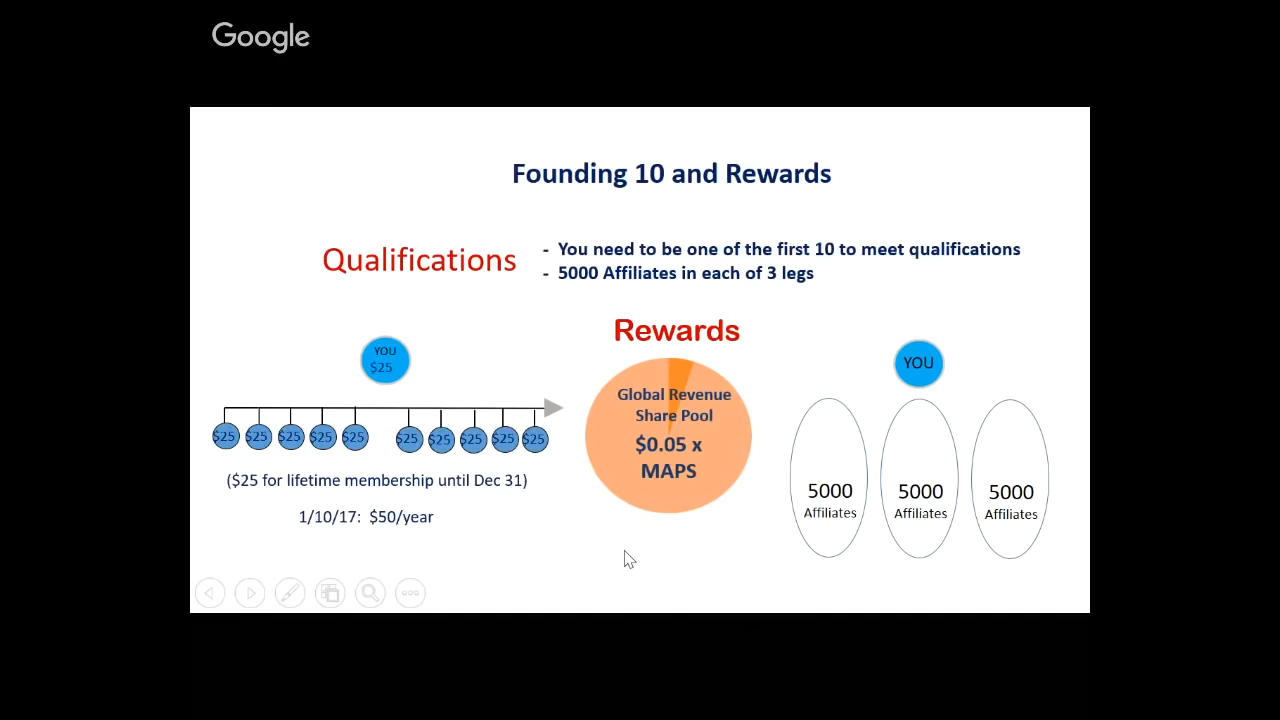 Google
Founding 10 and Rewards
Qualifications
- You need to be one of the first 10 to meet qualifications
- 5000 Affiliates in each of 3 legs
Rewards
YOU
$25
$25 $25 $25 $25 $25 $25 $25 $25 $25 $25
($25 for lifetime membership until Dec 31)
1/10/17: $50/year
Global Revenue
Share Pool
$0.05 x
MAPS
YOU
5000
Affiliates
5000
Affiliates
5000
Affiliates